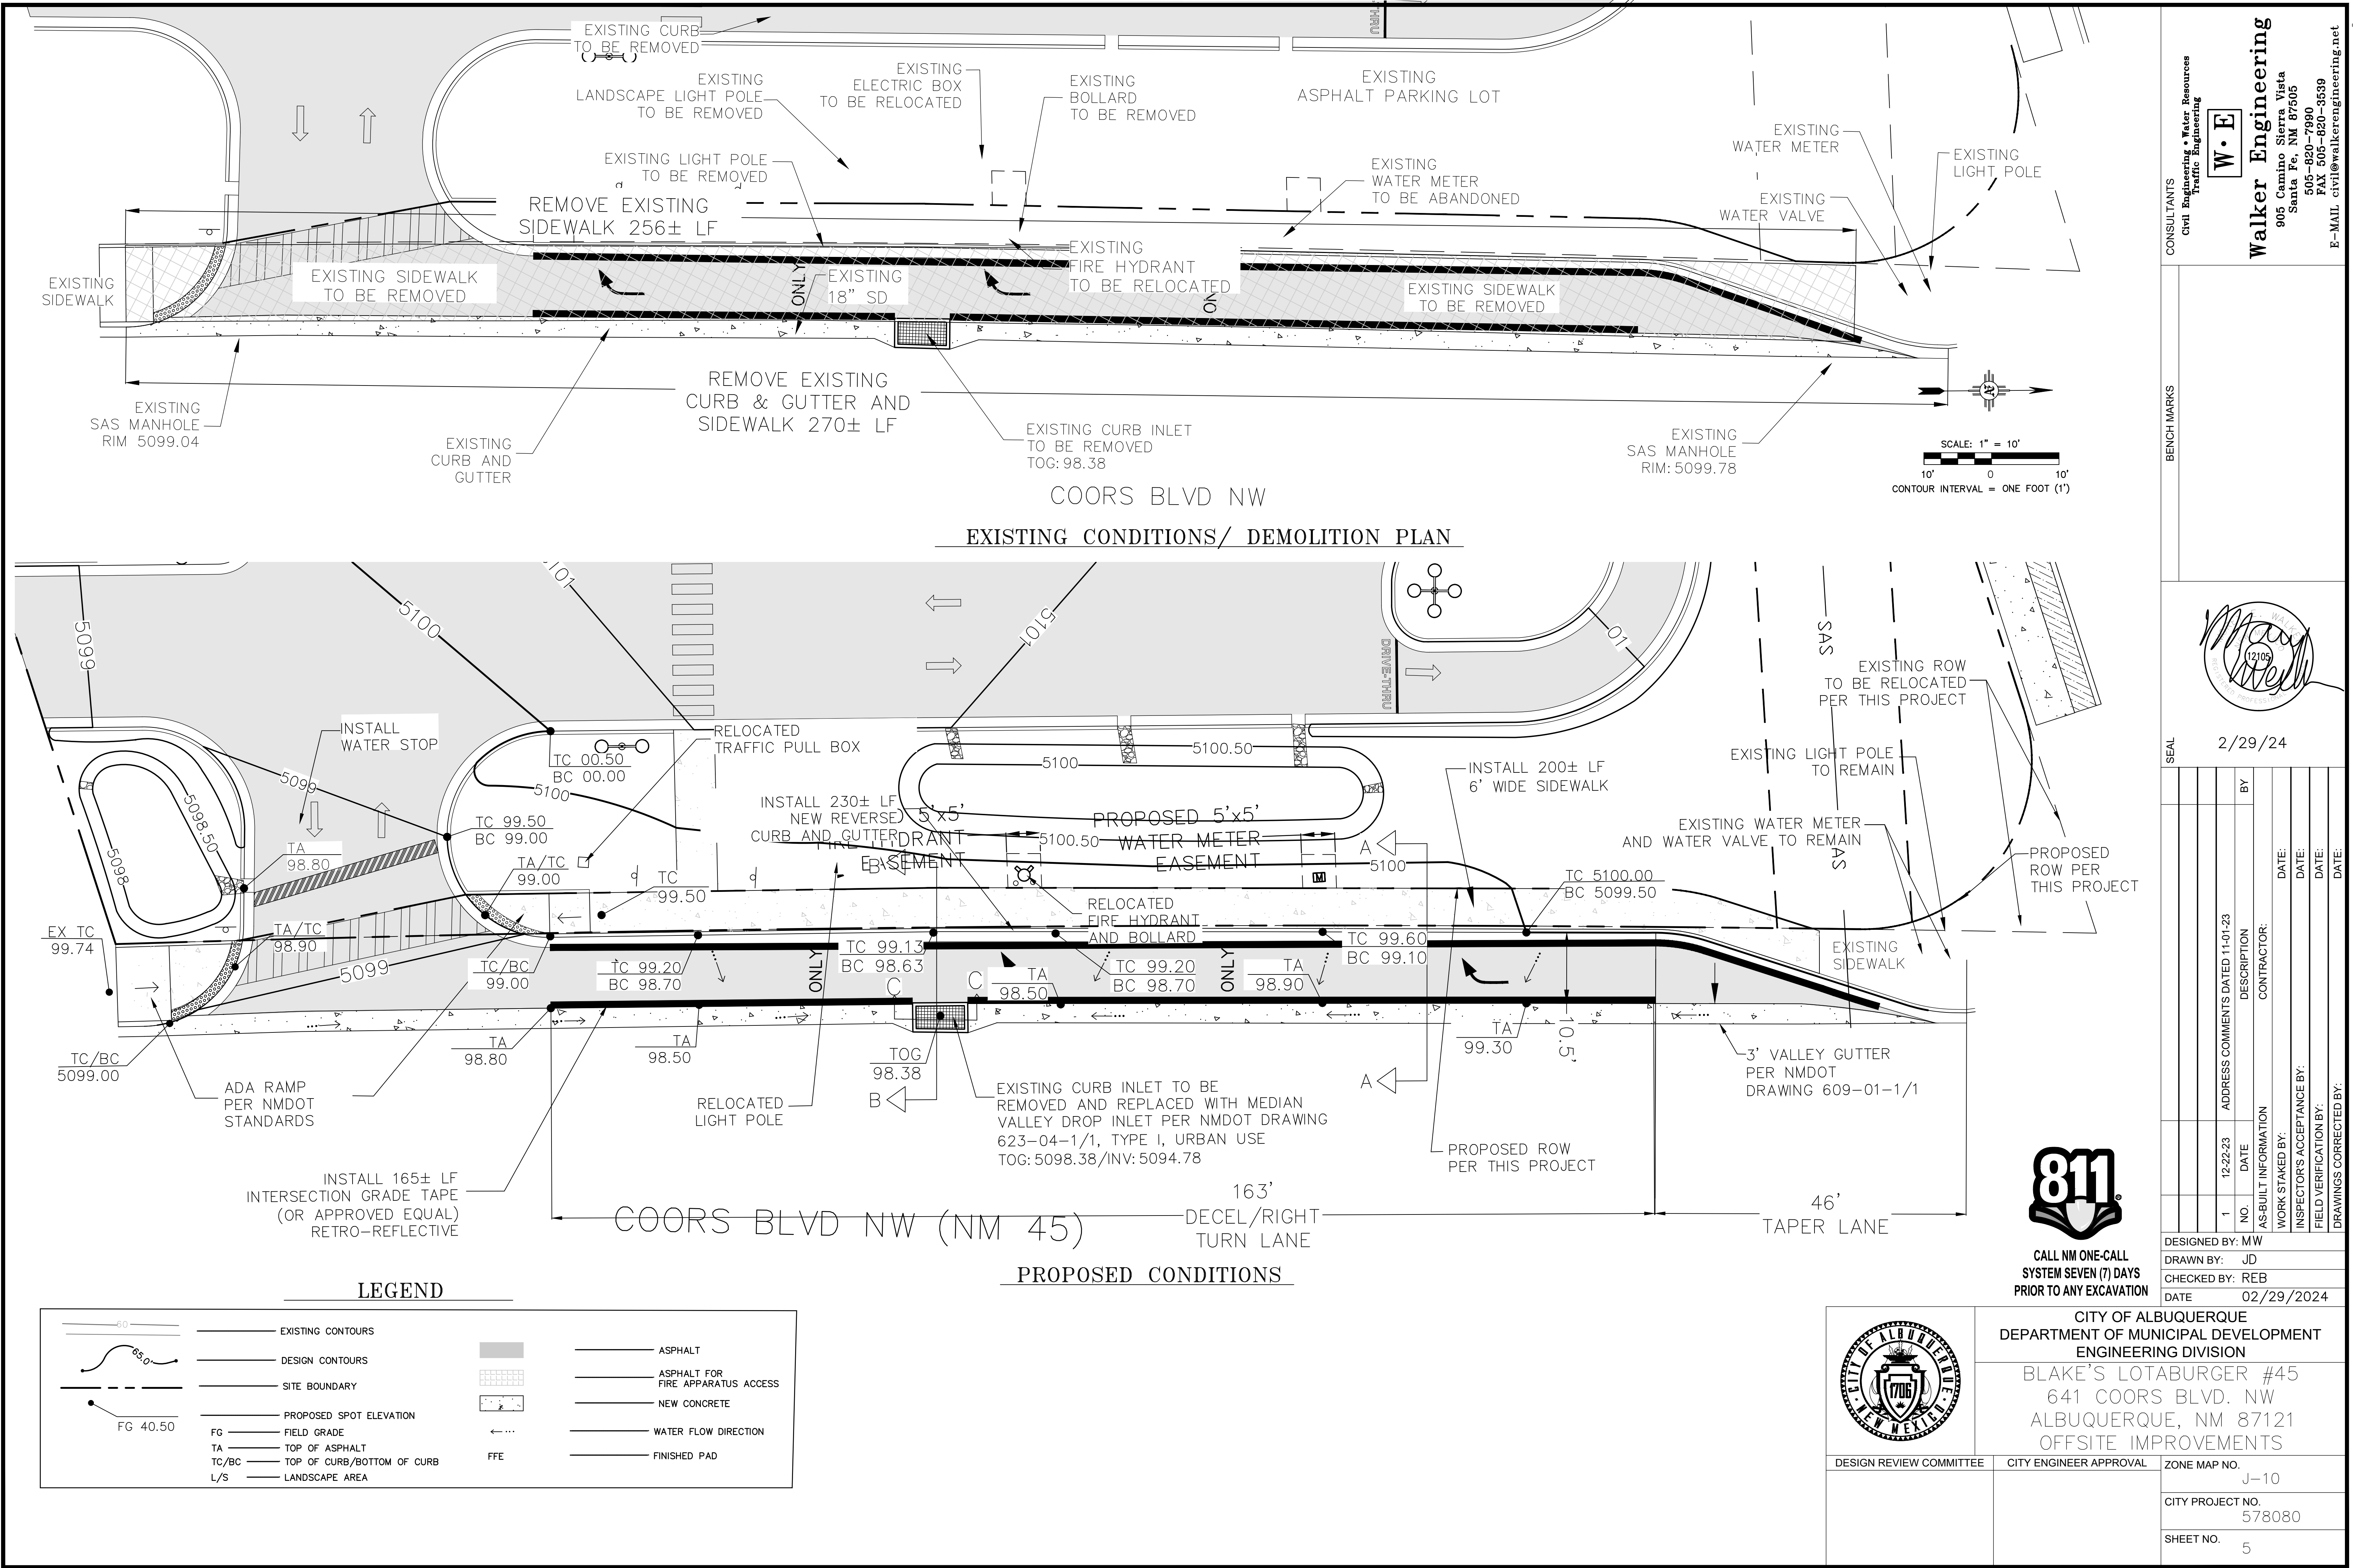 EXISTING CURB
TO BE REMOVED
THRU
EXISTING
LANDSCAPE LIGHT POLE
TO BE REMOVED
EXISTING
ELECTRIC BOX
TO BE RELOCATED
EXISTING
BOLLARD
TO BE REMOVED
EXISTING
ASPHALT PARKING LOT
EXISTING
WATER METER
EXISTING
LIGHT POLE
EXISTING LIGHT POLE
TO BE REMOVED
EXISTING
WATER METER
TO BE ABANDONED
EXISTING
WATER VALVE
REMOVE EXISTING
SIDEWALK 256± LF
EXISTING
SIDEWALK
EXISTING SIDEWALK
TO BE REMOVED
ONLY
EXISTING
18" SD
EXISTING
FIRE HYDRANT
TO BE RELOCATED
EXISTING SIDEWALK
TO BE REMOVED
REMOVE EXISTING
CURB & GUTTER AND
SIDEWALK 270± LF
EXISTING
SAS MANHOLE
RIM 5099.04
EXISTING
CURB AND
GUTTER
EXISTING CURB INLET
TO BE REMOVED
TOG: 98.38
EXISTING
SAS MANHOLE
RIM: 5099.78
SCALE: 1" = 10'
10' 0 10'
CONTOUR INTERVAL = ONE FOOT (1')
COORS BLVD NW
EXISTING CONDITIONS/ DEMOLITION PLAN
5099
5100
5101
5101
01
DRIVE-THRU
SAS
EXISTING ROW
TO BE RELOCATED
PER THIS PROJECT
INSTALL
WATER STOP
RELOCATED
TRAFFIC PULL BOX
TC 00.50
BC 00.00
5100
5099
5098.50
5098
5100
5100.50
INSTALL 200± LF
6' WIDE SIDEWALK
EXISTING LIGHT POLE
TO REMAIN
INSTALL 230± LF
NEW REVERSE
CURB AND GUTTER
5'x5'
EASEMENT
5100.50
PROPOSED 5'x5'
WATER METER
EASEMENT
A
5100
EXISTING WATER METER
AND WATER VALVE TO REMAIN
AS
PROPOSED
ROW PER
THIS PROJECT
TC 99.50
BC 99.00
TA
98.80
TA/TC
99.00
B
TC
99.50
M
TC 5100.00
BC 5099.50
RELOCATED
FIRE HYDRANT
AND BOLLARD
EX TC
99.74
TA/TC
98.90
5099
TC/BC
99.00
TC 99.20
BC 98.70
ONLY
TC 99.13
BC 98.63
C C
TA
98.50
TC 99.20
BC 98.70
ONLY
TA
98.90
TC 99.60
BC 99.10
EXISTING
SIDEWALK
TC/BC
5099.00
TA
98.80
TA
98.50
TOG
98.38
TA
99.30
10.5'
3' VALLEY GUTTER
PER NMDOT
DRAWING 609-01-1/1
ADA RAMP
PER NMDOT
STANDARDS
RELOCATED
LIGHT POLE
B
A
EXISTING CURB INLET TO BE
REMOVED AND REPLACED WITH MEDIAN
VALLEY DROP INLET PER NMDOT DRAWING
623-04-1/1, TYPE I, URBAN USE
TOG: 5098.38/INV: 5094.78
PROPOSED ROW
PER THIS PROJECT
INSTALL 165± LF
INTERSECTION GRADE TAPE
(OR APPROVED EQUAL)
RETRO-REFLECTIVE
COORS BLVD NW (NM 45)
163'
DECEL/RIGHT
TURN LANE
46'
TAPER LANE
PROPOSED CONDITIONS
LEGEND
60
EXISTING CONTOURS
65.0'
DESIGN CONTOURS
SITE BOUNDARY
FG 40.50
PROPOSED SPOT ELEVATION
FG FIELD GRADE
TA TOP OF ASPHALT
TC/BC TOP OF CURB/BOTTOM OF CURB
L/S LANDSCAPE AREA
ASPHALT
ASPHALT FOR
FIRE APPARATUS ACCESS
NEW CONCRETE
WATER FLOW DIRECTION
FFE FINISHED PAD
811
CALL NM ONE-CALL
SYSTEM SEVEN (7) DAYS
PRIOR TO ANY EXCAVATION
CONSULTANTS
Civil Engineering • Water Resources
Traffic Engineering
W · E
Walker Engineering
905 Camino Sierra Vista
Santa Fe, NM 87505
505-820-7990
FAX 505-820-3539
E-MAIL civil@walkerengineering.net
BENCH MARKS
SEAL
12105
2/29/24
NO. DATE DESCRIPTION BY
1 12-22-23 ADDRESS COMMENTS DATED 11-01-23
AS-BUILT INFORMATION
CONTRACTOR:
WORK STAKED BY: DATE:
INSPECTOR'S ACCEPTANCE BY: DATE:
FIELD VERIFICATION BY: DATE:
DRAWINGS CORRECTED BY: DATE:
DESIGNED BY: MW
DRAWN BY: JD
CHECKED BY: REB
DATE 02/29/2024
CITY OF ALBUQUERQUE
NEW MEXICO
1706
CITY OF ALBUQUERQUE
DEPARTMENT OF MUNICIPAL DEVELOPMENT
ENGINEERING DIVISION
BLAKE'S LOTABURGER #45
641 COORS BLVD. NW
ALBUQUERQUE, NM 87121
OFFSITE IMPROVEMENTS
DESIGN REVIEW COMMITTEE
CITY ENGINEER APPROVAL
ZONE MAP NO.
J-10
CITY PROJECT NO.
578080
SHEET NO.
5